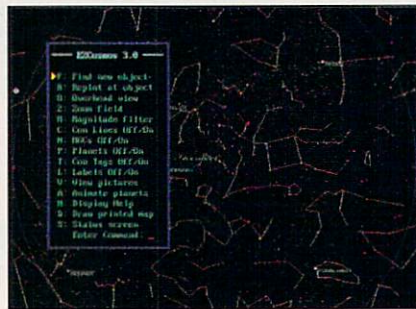 EZCosmos 3.0
F: Find new object
R: Replot at object
O: Overhead view
Z: Zoom field
M: Magnitude filter
C: Con Lines Off/On
N: NGCs Off/On
P: Planets Off/On
T: Con Tags Off/On
L: Labels Off/On
V: View pictures
A: Animate planets
H: Display Help
D: Draw printed map
S: Status screen
Enter Command: